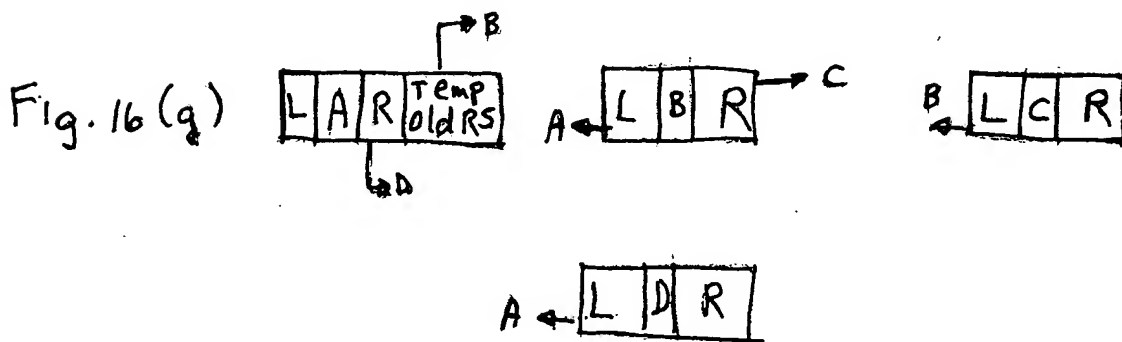 Fig. 16 (g)
B
L A R Temp Old RS
D
A L B R C
B L C R
A L D R